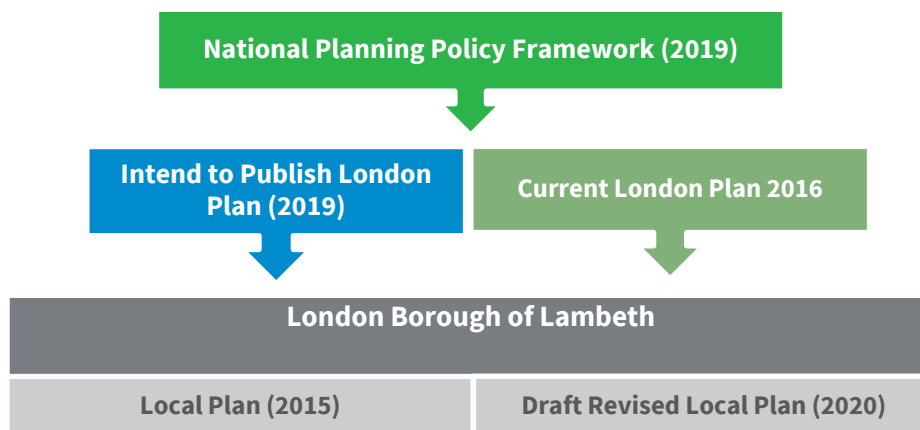 National Planning Policy Framework (2019)
Intend to Publish London
Plan (2019)
Current London Plan 2016
London Borough of Lambeth
Local Plan (2015)
Draft Revised Local Plan (2020)